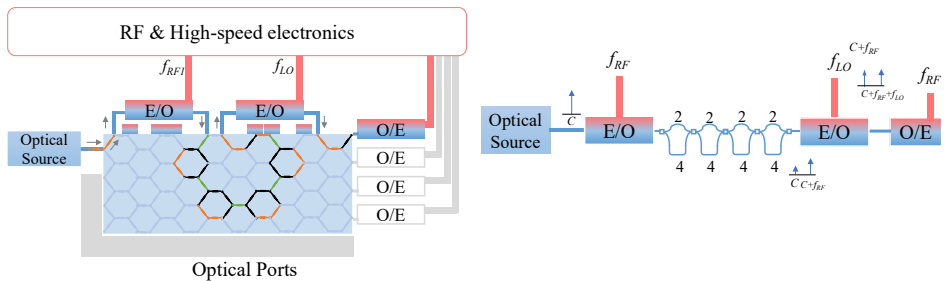 RF & High-speed electronics
f_RF1
f_LO
E/O
E/O
Optical
Source
O/E
O/E
O/E
O/E
Optical Ports
f_RF
f_LO
C+f_RF
f_RF
C+f_RF+f_LO
C
Optical
Source
E/O
2 2 2 2
E/O
O/E
4 4 4 4
C C+f_RF